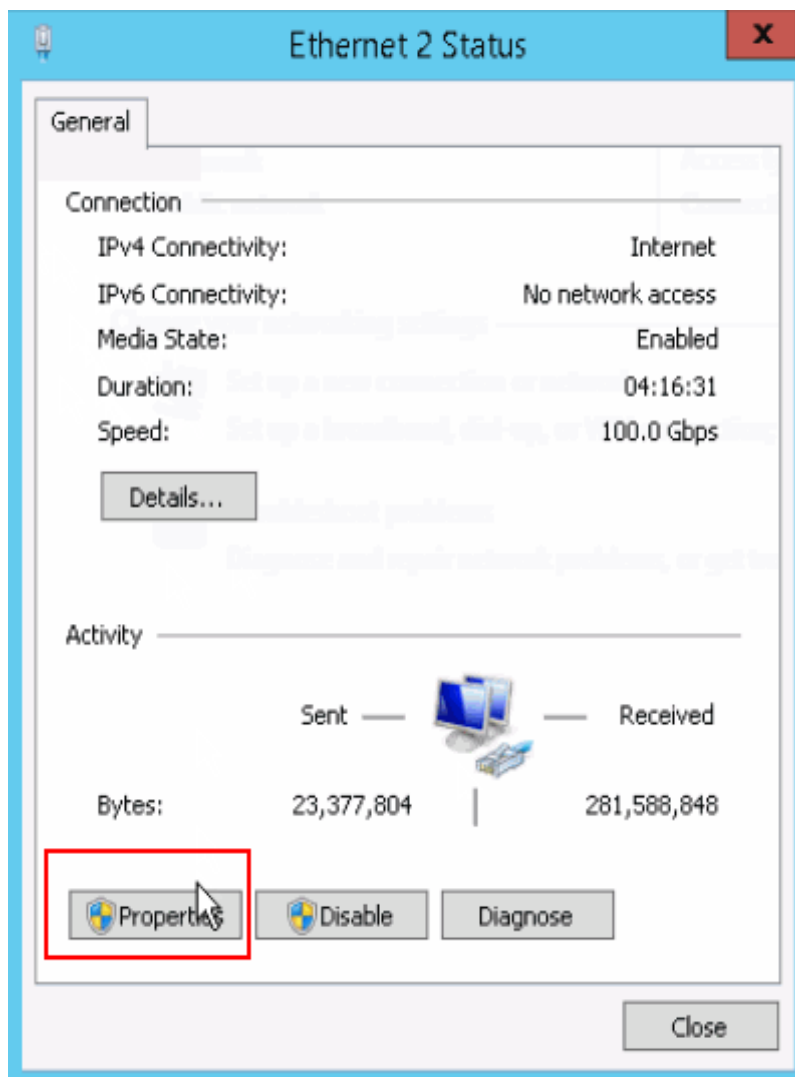 Ethernet 2 Status
x
General
Connection
IPv4 Connectivity: Internet
IPv6 Connectivity: No network access
Media State: Enabled
Duration: 04:16:31
Speed: 100.0 Gbps
Details...
Activity
Sent Received
Bytes: 23,377,804 281,588,848
Properties Disable Diagnose
Close